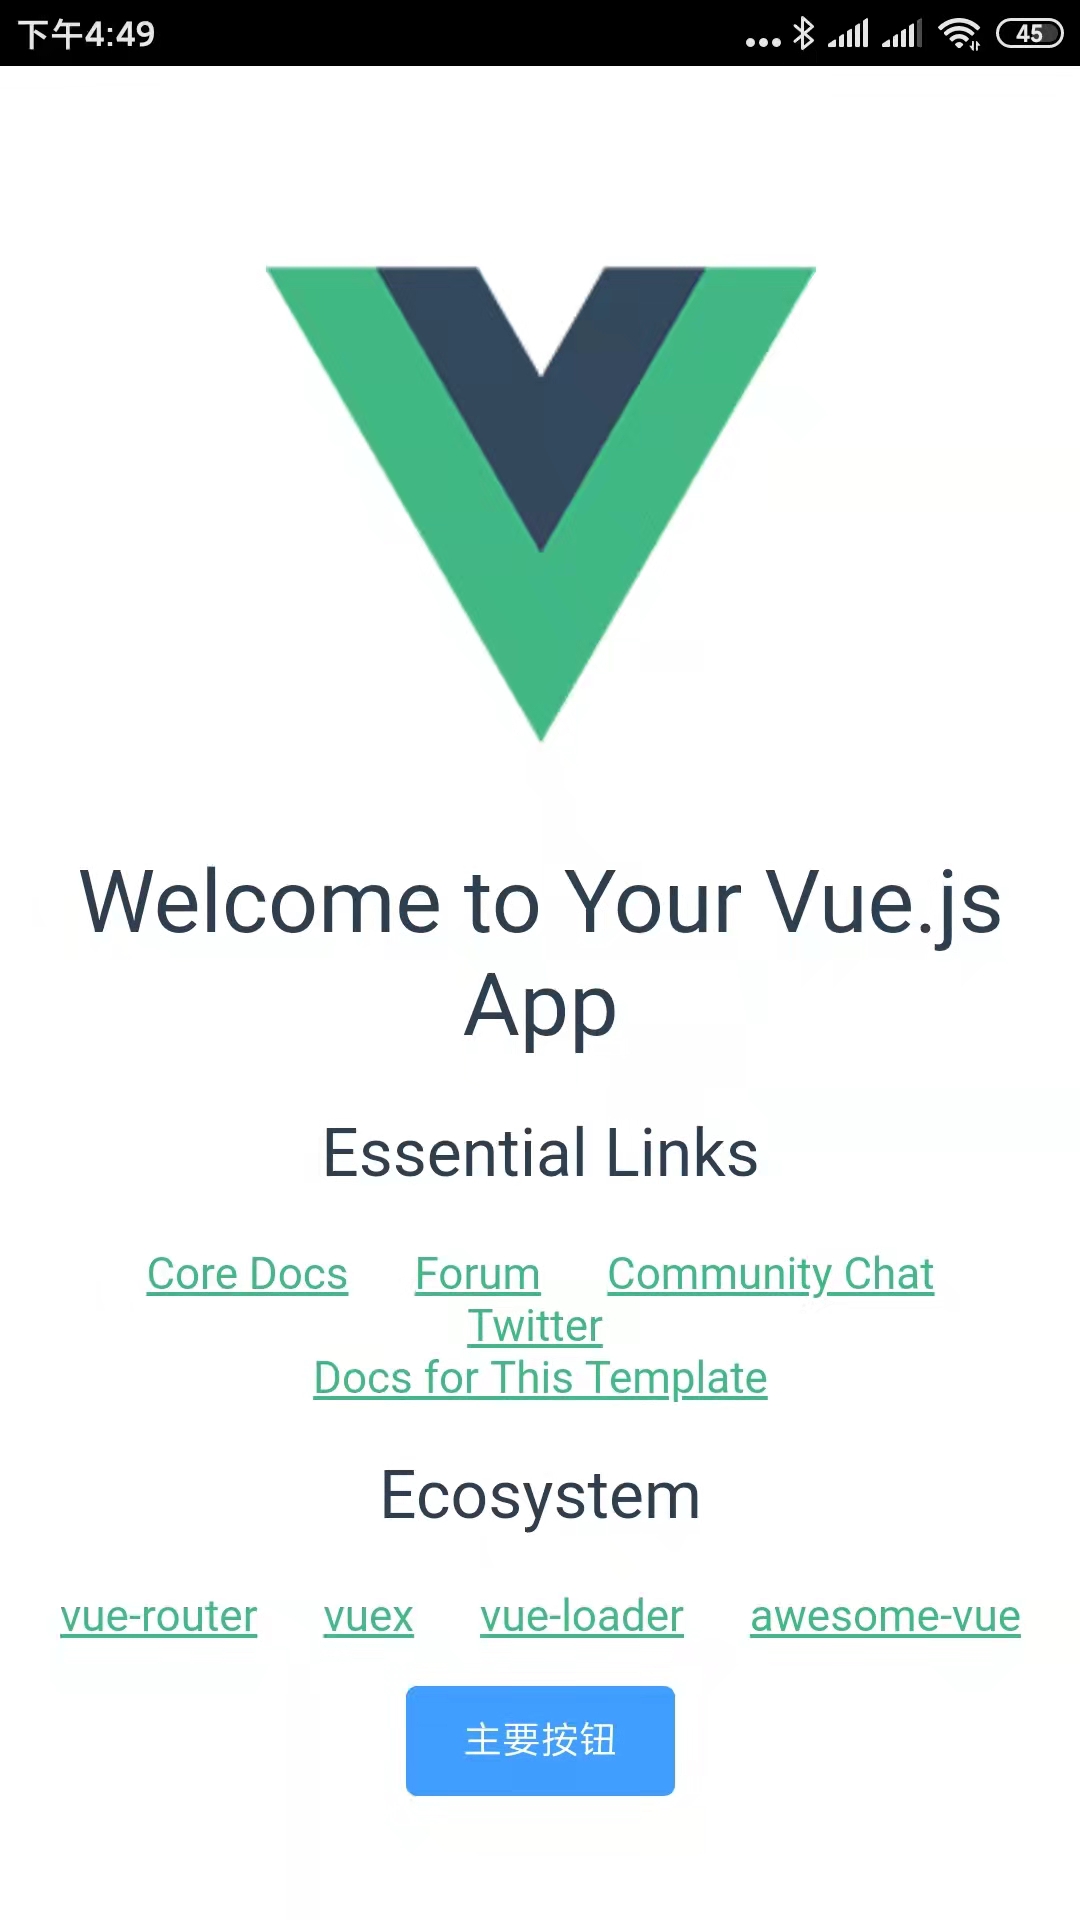 下午4:49 45
Welcome to Your Vue.js
App
Essential Links
Core Docs Forum Community Chat
Twitter
Docs for This Template
Ecosystem
vue-router vuex vue-loader awesome-vue
主要按钮